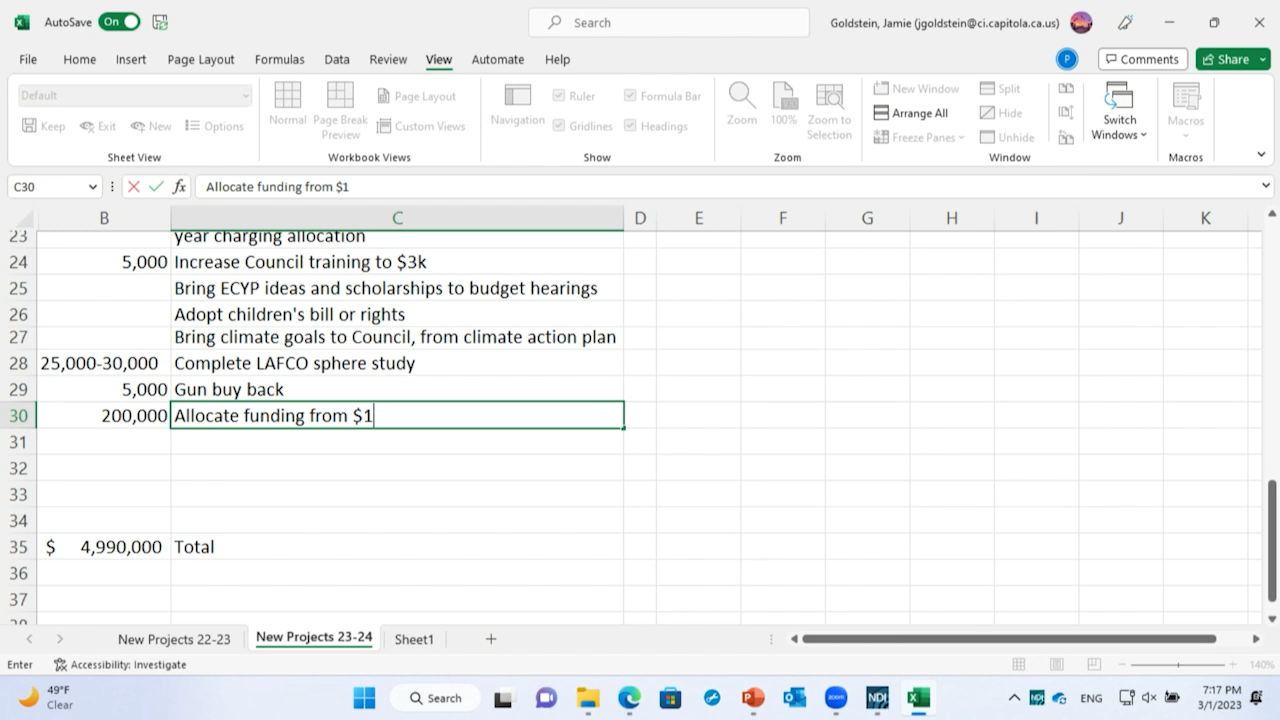 AutoSave On Search Goldstein, Jamie (jgoldstein@ci.capitola.ca.us)
File Home Insert Page Layout Formulas Data Review View Automate Help P Comments Share
Default
Keep Exit New Options
Sheet View
Normal Page Break Preview Page Layout Custom Views
Workbook Views
Navigation Ruler Formula Bar Gridlines Headings
Show
Zoom 100% Zoom to Selection
Zoom
New Window Split
Arrange All Hide
Freeze Panes Unhide
Switch Windows
Window
Macros
Macros
C30 fx Allocate funding from $1
B C D E F G H I J K
23 year charging allocation
24 5,000 Increase Council training to $3k
25 Bring ECYP ideas and scholarships to budget hearings
26 Adopt children's bill or rights
27 Bring climate goals to Council, from climate action plan
28 25,000-30,000 Complete LAFCO sphere study
29 5,000 Gun buy back
30 200,000 Allocate funding from $1
31
32
33
34
35 $ 4,990,000 Total
36
37
New Projects 22-23 New Projects 23-24 Sheet1
Enter Accessibility: Investigate 140%
49°F
Clear
Search
zoom
NDI
NDI
ENG
7:17 PM
3/1/2023